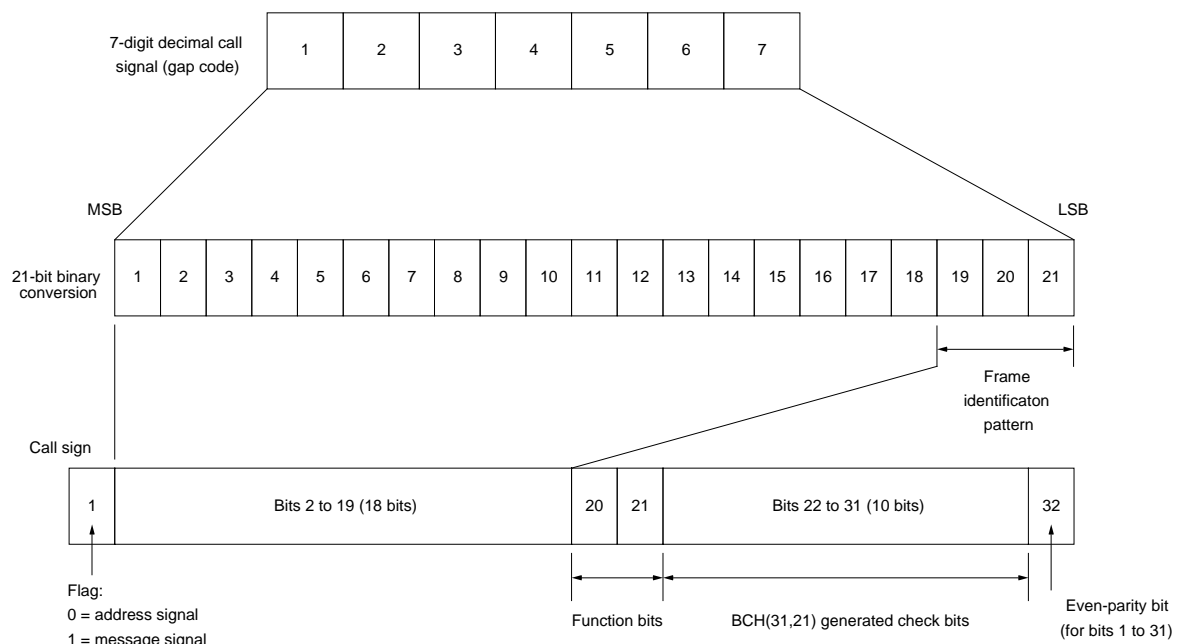 7-digit decimal call
signal (gap code)
1 2 3 4 5 6 7
MSB
LSB
21-bit binary
conversion
1 2 3 4 5 6 7 8 9 10 11 12 13 14 15 16 17 18 19 20 21
Frame
identificaton
pattern
Call sign
1 Bits 2 to 19 (18 bits) 20 21 Bits 22 to 31 (10 bits) 32
Flag:
0 = address signal
1 = message signal
Function bits
BCH(31,21) generated check bits
Even-parity bit
(for bits 1 to 31)